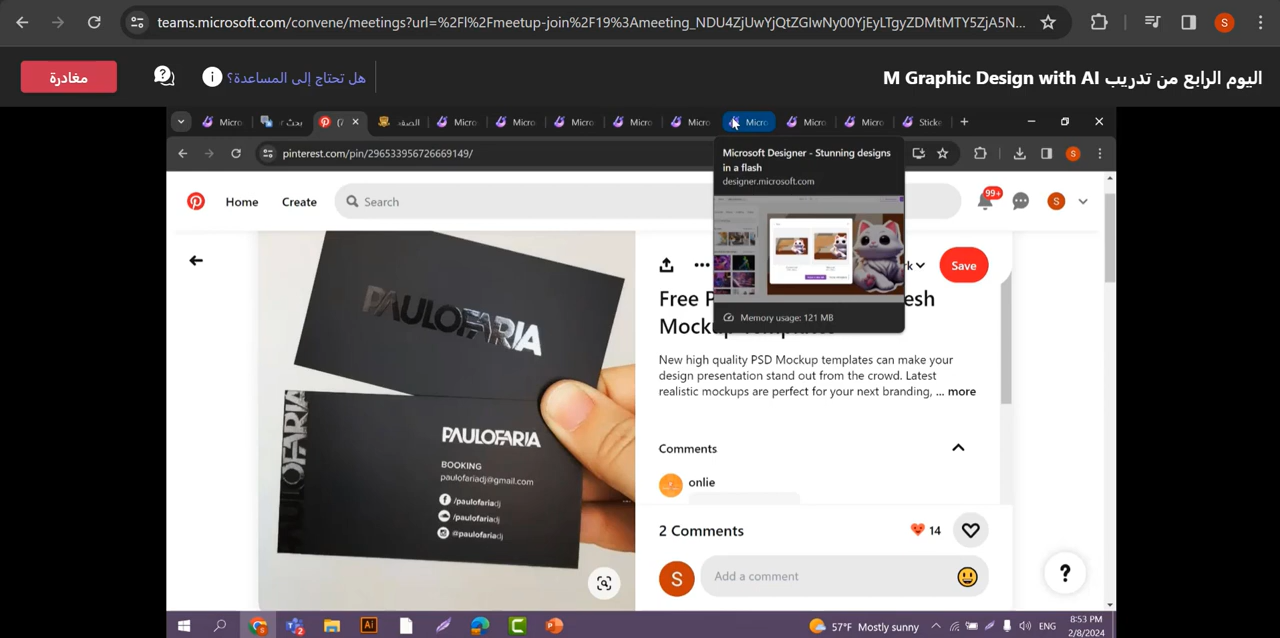 teams.microsoft.com/convene/meetings?url=%2Fl%2Fmeetup-join%2F19%3Ameeting_NDU4ZjUwYjQtZGIwNy00YjEyLTgyZDMtMTY5ZjA5N...
S
مغادرة
هل تحتاج إلى المساعدة؟
اليوم الرابع من تدريب M Graphic Design with AI
Micro
بحث
(7
الصف
Micro
Micro
Micro
Micro
Micro
Micro
Micro
Micro
Sticke
pinterest.com/pin/296533956726669149/
S
Microsoft Designer - Stunning designs
in a flash
designer.microsoft.com
Memory usage: 121 MB
Home
Create
Search
99+
S
Save
Free P
esh
Mockup Templates
New high quality PSD Mockup templates can make your
design presentation stand out from the crowd. Latest
realistic mockups are perfect for your next branding, ... more
Comments
onlie
2 Comments
14
S
Add a comment
?
PAULOFARIA
PAULOFARIA
BOOKING
paulofariadj@gmail.com
/paulofariadj
/paulofariadj
@paulofariadj
Ai
57°F Mostly sunny
ENG
8:53 PM
2/8/2024